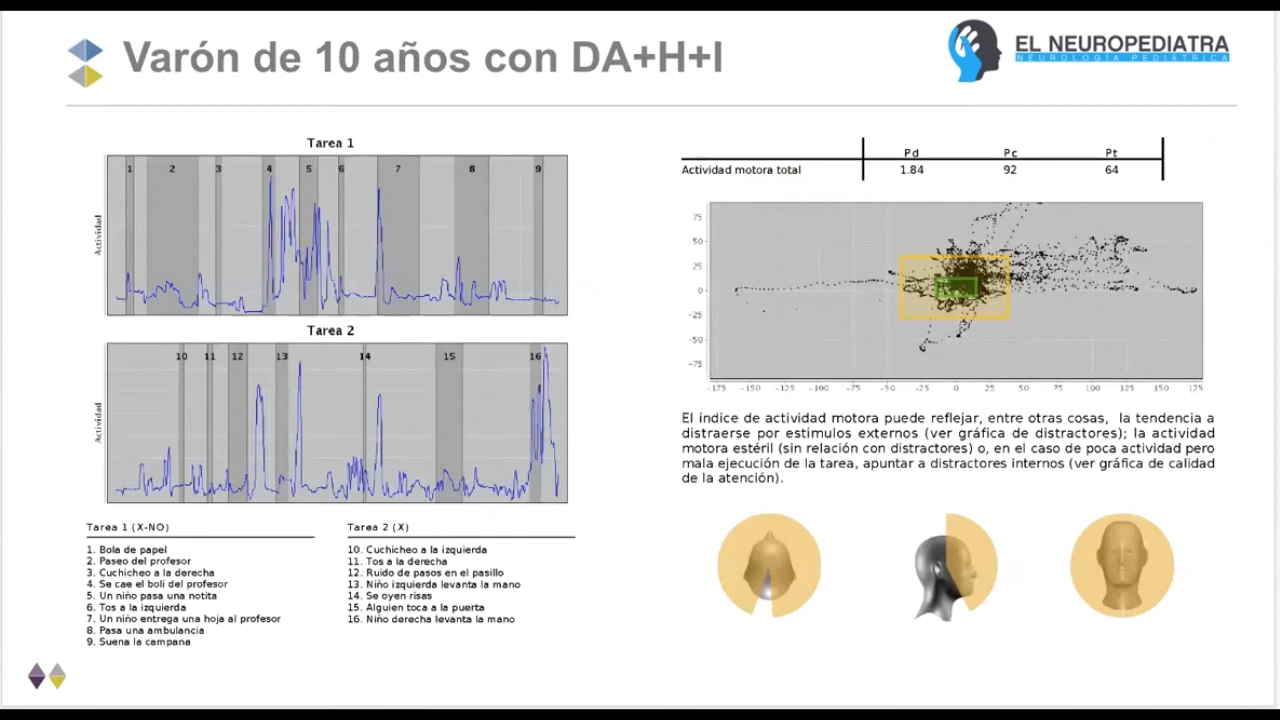 Varón de 10 años con DA+H+I
EL NEUROPEDIATRA
NEUROLOGÍA PEDIÁTRICA
Tarea 1
1 2 3 4 5 6 7 8 9
Actividad
Tarea 2
10 11 12 13 14 15 16
Actividad
Tarea 1 (X-NO)
1. Bola de papel
2. Paseo del profesor
3. Cuchicheo a la derecha
4. Se cae el boli del profesor
5. Un niño pasa una notita
6. Tos a la izquierda
7. Un niño entrega una hoja al profesor
8. Pasa una ambulancia
9. Suena la campana
Tarea 2 (X)
10. Cuchicheo a la izquierda
11. Tos a la derecha
12. Ruido de pasos en el pasillo
13. Niño izquierda levanta la mano
14. Se oyen risas
15. Alguien toca a la puerta
16. Niño derecha levanta la mano
Pd Pc Pt
Actividad motora total 1.84 92 64
75
50
25
0
-25
-50
-75
-175 -150 -125 -100 -75 -50 -25 0 25 50 75 100 125 150 175
El índice de actividad motora puede reflejar, entre otras cosas, la tendencia a
distraerse por estímulos externos (ver gráfica de distractores); la actividad
motora estéril (sin relación con distractores) o, en el caso de poca actividad pero
mala ejecución de la tarea, apuntar a distractores internos (ver gráfica de calidad
de la atención).